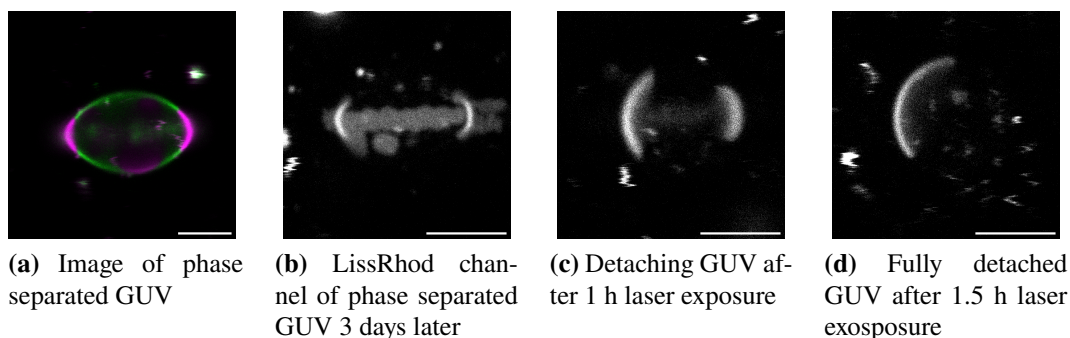 (a) Image of phase
separated GUV
(b) LissRhod chan-
nel of phase separated
GUV 3 days later
(c) Detaching GUV af-
ter 1 h laser exposure
(d) Fully detached
GUV after 1.5 h laser
exosposure